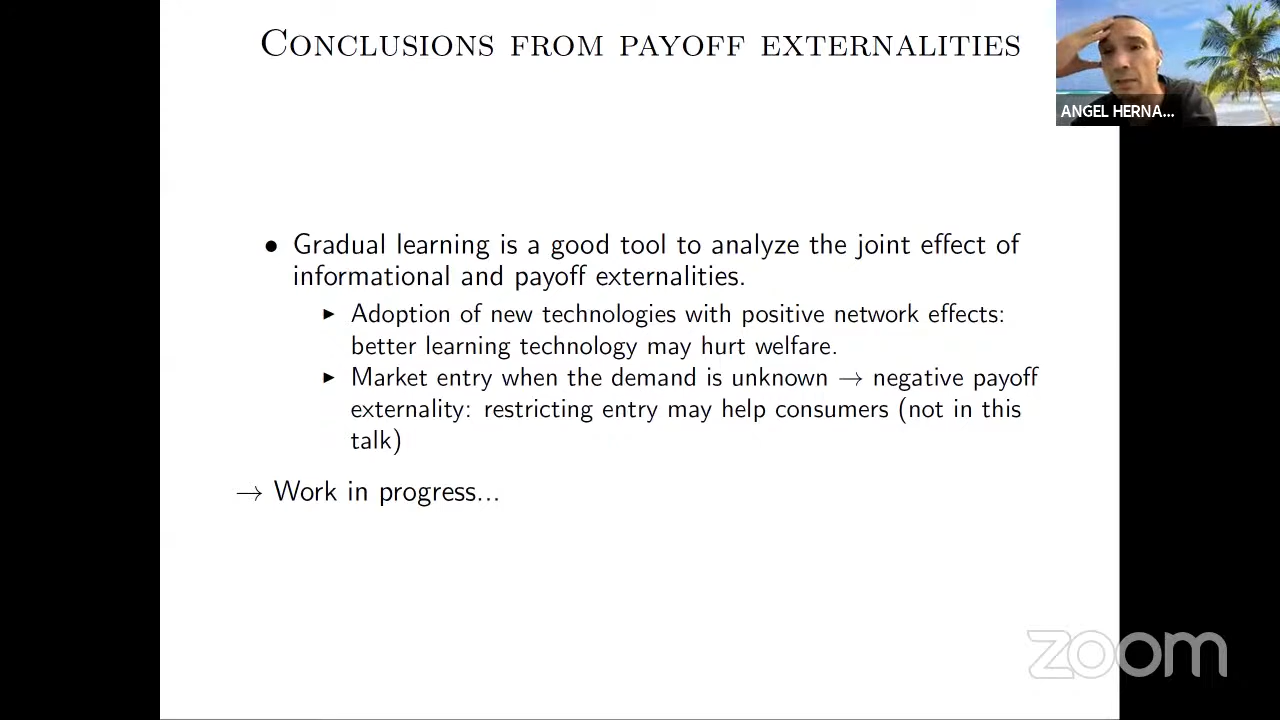 CONCLUSIONS FROM PAYOFF EXTERNALITIES
ANGEL HERNA...
• Gradual learning is a good tool to analyze the joint effect of
informational and payoff externalities.
▶ Adoption of new technologies with positive network effects:
better learning technology may hurt welfare.
▶ Market entry when the demand is unknown → negative payoff
externality: restricting entry may help consumers (not in this
talk)
→ Work in progress...
zoom